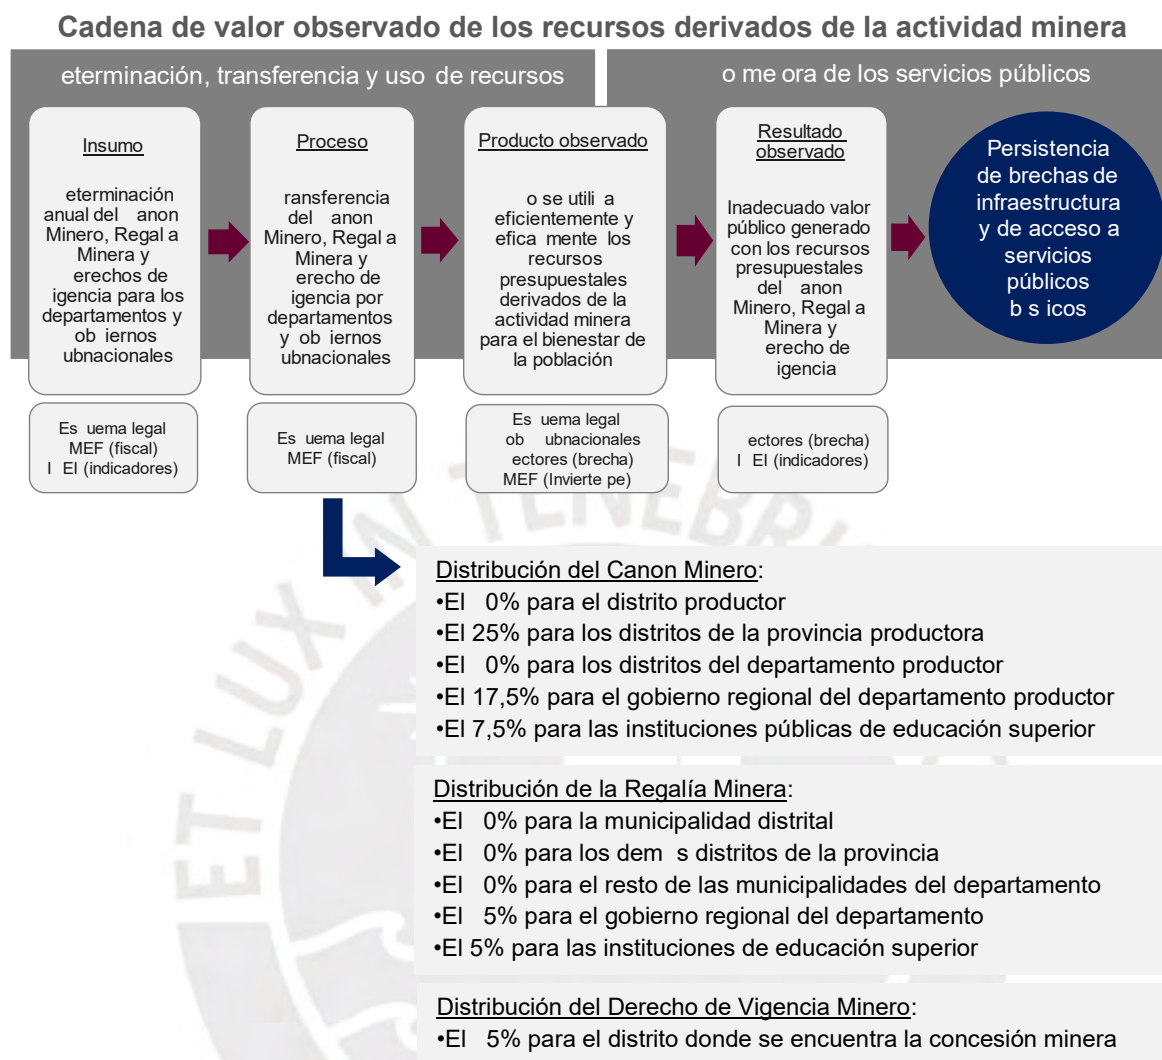 Cadena de valor observado de los recursos derivados de la actividad minera
eterminación, transferencia y uso de recursos
o me ora de los servicios públicos
Insumo
eterminación
anual del anon
Minero, Regal a
Minera y
erechos de
igencia para los
departamentos y
ob iernos
ubnacionales
Proceso
ransferencia
del anon
Minero, Regal a
Minera y
erecho de
igencia por
departamentos
y ob iernos
ubnacionales
Producto observado
o se utili a
eficientemente y
efica mente los
recursos
presupuestales
derivados de la
actividad minera
para el bienestar de
la población
Resultado
observado
Inadecuado valor
público generado
con los recursos
presupuestales
del anon
Minero, Regal a
Minera y
erecho de
igencia
Persistencia
de brechas de
infraestructura
y de acceso a
servicios
públicos
b s icos
Es uema legal
MEF (fiscal)
I EI (indicadores)
Es uema legal
MEF (fiscal)
Es uema legal
ob ubnacionales
ectores (brecha)
MEF (Invierte pe)
ectores (brecha)
I EI (indicadores)
Distribución del Canon Minero:
•El 0% para el distrito productor
•El 25% para los distritos de la provincia productora
•El 0% para los distritos del departamento productor
•El 17,5% para el gobierno regional del departamento productor
•El 7,5% para las instituciones públicas de educación superior
Distribución de la Regalía Minera:
•El 0% para la municipalidad distrital
•El 0% para los dem s distritos de la provincia
•El 0% para el resto de las municipalidades del departamento
•El 5% para el gobierno regional del departamento
•El 5% para las instituciones de educación superior
Distribución del Derecho de Vigencia Minero:
•El 5% para el distrito donde se encuentra la concesión minera
ET LUX IN TENEBRI